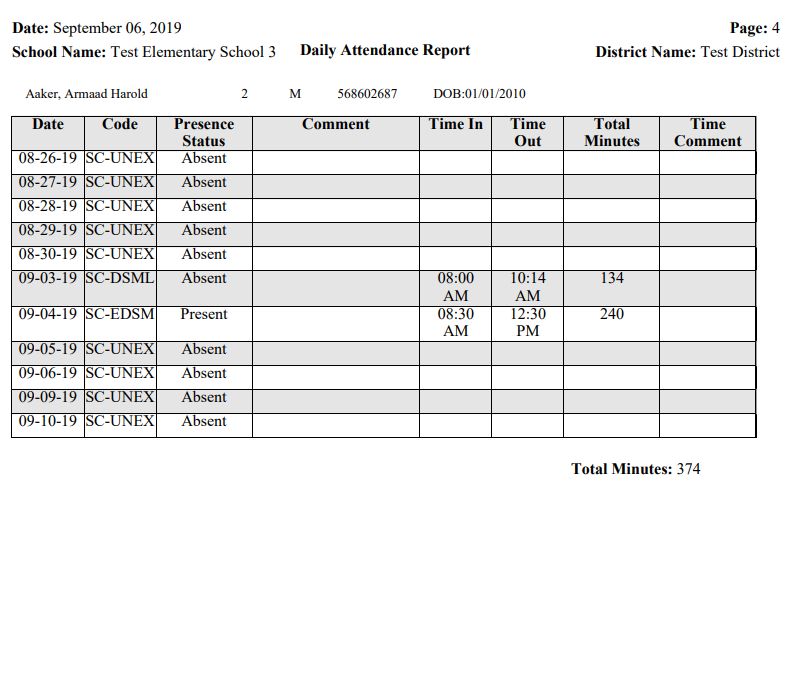 Date: September 06, 2019 Page: 4
School Name: Test Elementary School 3 Daily Attendance Report District Name: Test District
Aaker, Armaad Harold 2 M 568602687 DOB:01/01/2010
Date Code Presence Status Comment Time In Time Out Total Minutes Time Comment
08-26-19 SC-UNEX Absent
08-27-19 SC-UNEX Absent
08-28-19 SC-UNEX Absent
08-29-19 SC-UNEX Absent
08-30-19 SC-UNEX Absent
09-03-19 SC-DSML Absent 08:00 AM 10:14 AM 134
09-04-19 SC-EDSM Present 08:30 AM 12:30 PM 240
09-05-19 SC-UNEX Absent
09-06-19 SC-UNEX Absent
09-09-19 SC-UNEX Absent
09-10-19 SC-UNEX Absent
Total Minutes: 374